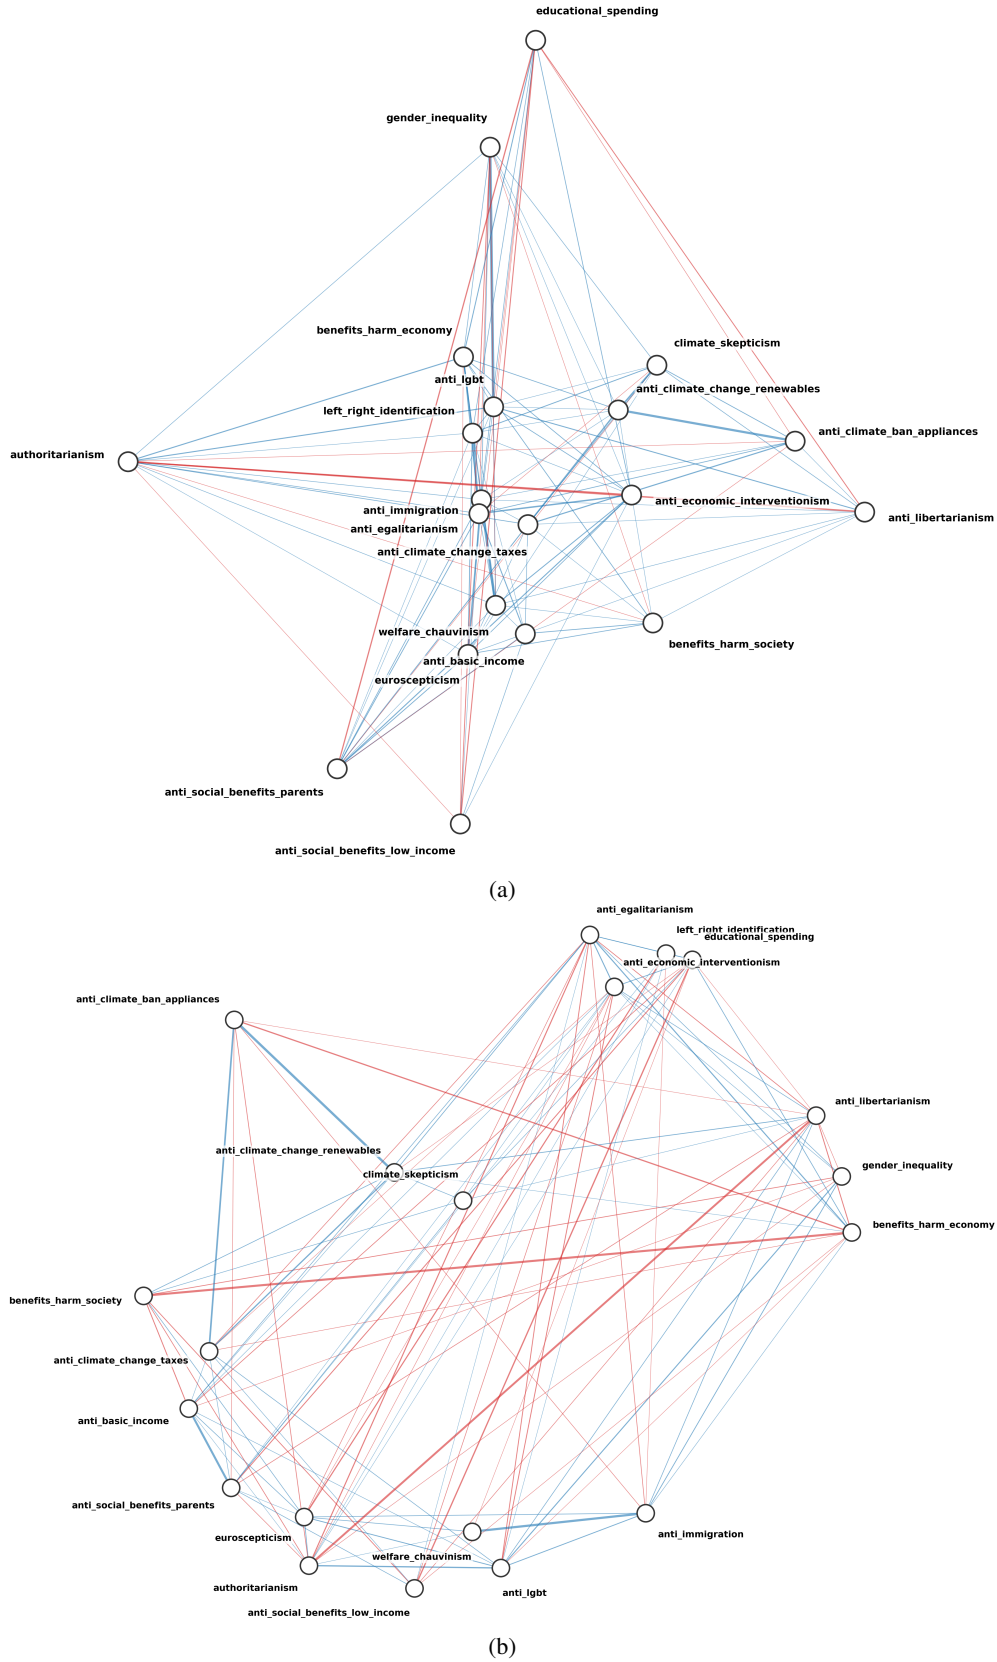 educational_spending
gender_inequality
benefits_harm_economy
climate_skepticism
anti_lgbt
anti_climate_change_renewables
left_right_identification
anti_climate_ban_appliances
authoritarianism
anti_economic_interventionism
anti_immigration
anti_libertarianism
anti_egalitarianism
anti_climate_change_taxes
welfare_chauvinism
benefits_harm_society
anti_basic_income
euroscepticism
anti_social_benefits_parents
anti_social_benefits_low_income
(a)
anti_egalitarianism
left_right_identification
educational_spending
anti_economic_interventionism
anti_climate_ban_appliances
anti_libertarianism
anti_climate_change_renewables
gender_inequality
climate_skepticism
benefits_harm_economy
benefits_harm_society
anti_climate_change_taxes
anti_basic_income
anti_social_benefits_parents
anti_immigration
euroscepticism
welfare_chauvinism
authoritarianism
anti_lgbt
anti_social_benefits_low_income
(b)